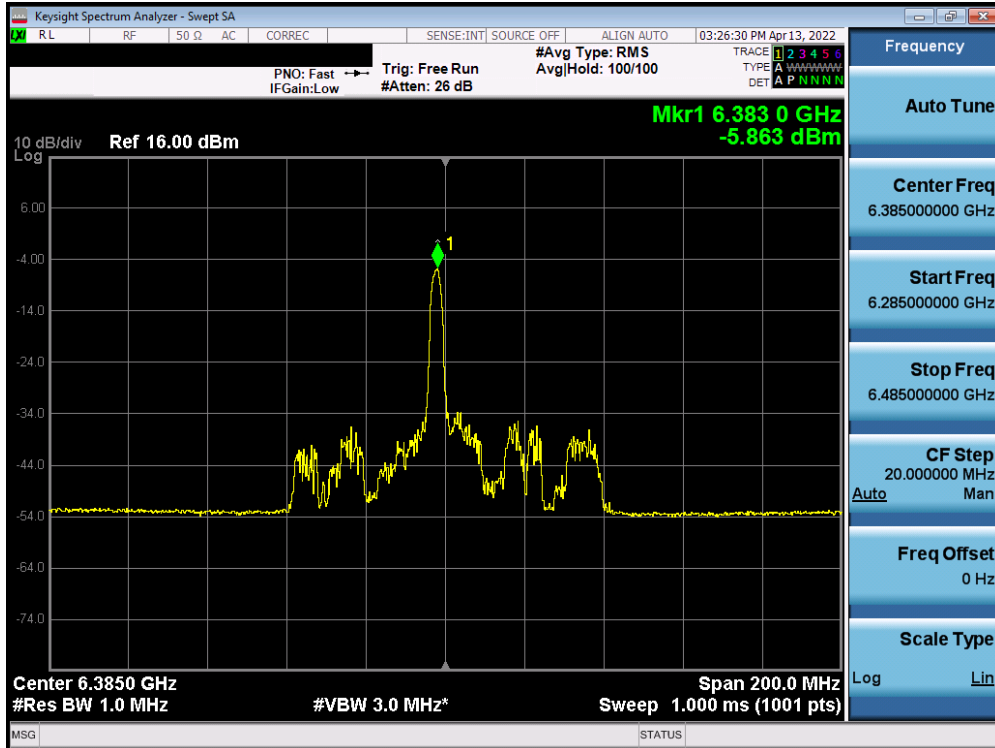 Keysight Spectrum Analyzer - Swept SA
LXI RL RF 50 Ω AC CORREC SENSE:INT SOURCE OFF ALIGN AUTO 03:26:30 PM Apr 13, 2022
PNO: Fast
IFGain:Low
Trig: Free Run
#Atten: 26 dB
#Avg Type: RMS
Avg|Hold: 100/100
TRACE 1 2 3 4 5 6
TYPE A WWWWW
DET A P N N N N
Mkr1 6.383 0 GHz
-5.863 dBm
10 dB/div Ref 16.00 dBm
Log
1
6.00
-4.00
-14.0
-24.0
-34.0
-44.0
-54.0
-64.0
-74.0
Center 6.3850 GHz Span 200.0 MHz
#Res BW 1.0 MHz #VBW 3.0 MHz* Sweep 1.000 ms (1001 pts)
MSG STATUS
Frequency
Auto Tune
Center Freq
6.385000000 GHz
Start Freq
6.285000000 GHz
Stop Freq
6.485000000 GHz
CF Step
20.000000 MHz
Auto Man
Freq Offset
0 Hz
Scale Type
Log Lin